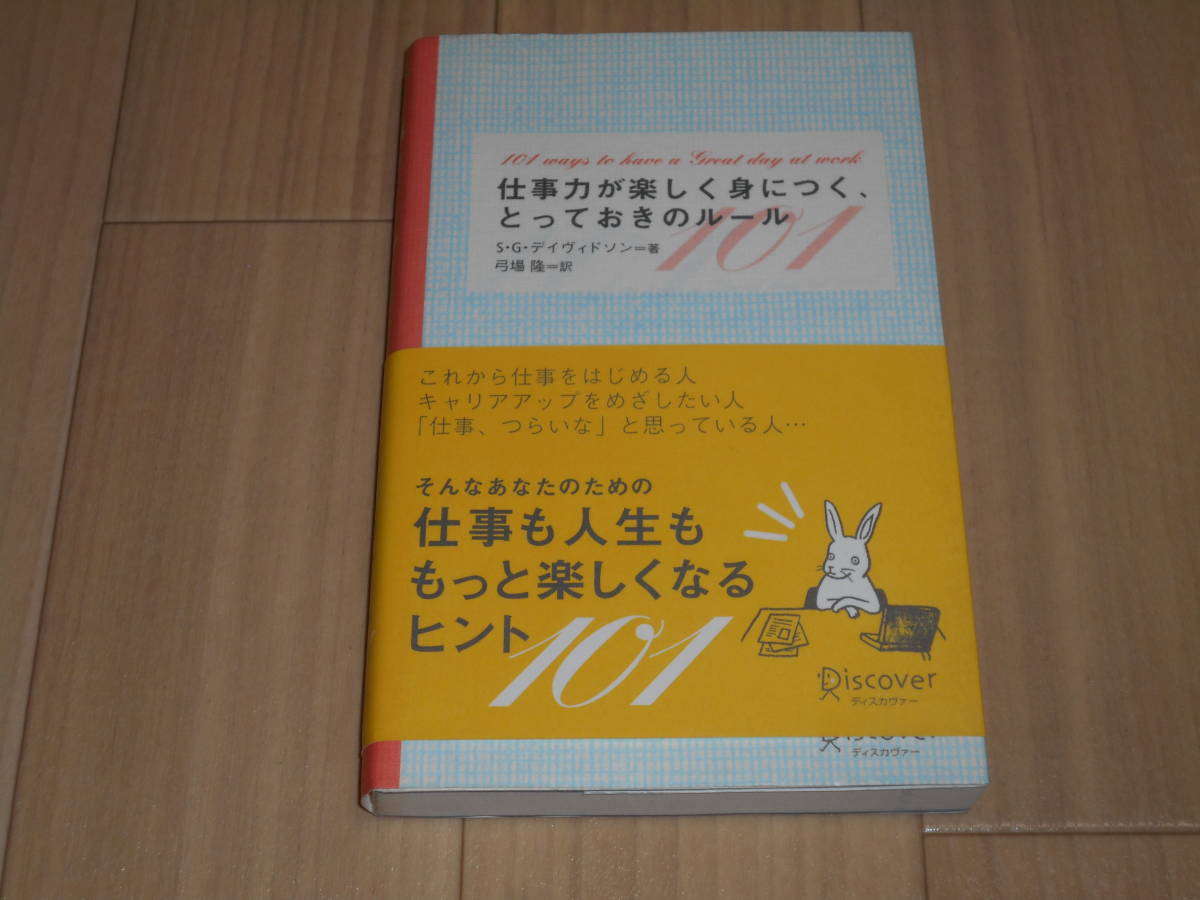 101 ways to have a Great day at work
仕事力が楽しく身につく、
とっておきのルール
101
S・G・デイヴィドソン=著
弓場 隆=訳
これから仕事をはじめる人
キャリアアップをめざしたい人
「仕事、つらいな」と思っている人…
そんなあなたのための
仕事も人生も
もっと楽しくなる
ヒント101
Discover
ディスカヴァー
Discover
ディスカヴァー